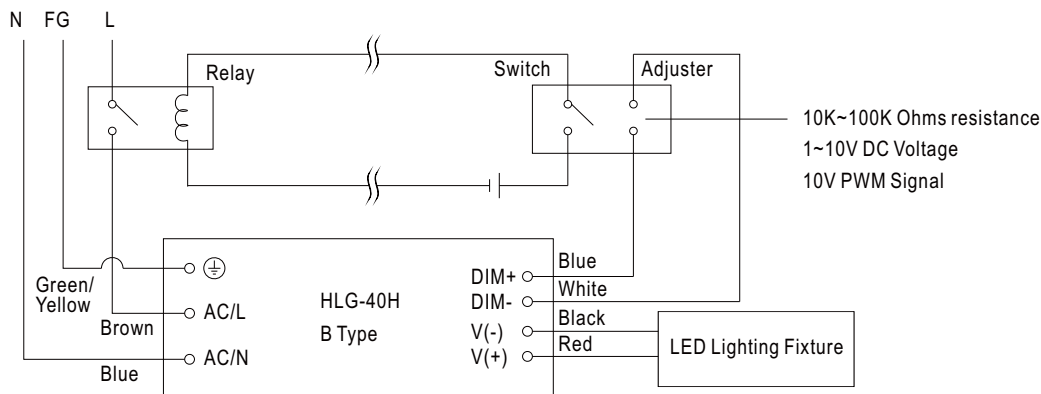 N FG L
Relay
Switch
Adjuster
10K~100K Ohms resistance
1~10V DC Voltage
10V PWM Signal
Green/
Yellow
Brown
Blue
AC/L
AC/N
HLG-40H
B Type
DIM+
DIM-
V(-)
V(+)
Blue
White
Black
Red
LED Lighting Fixture